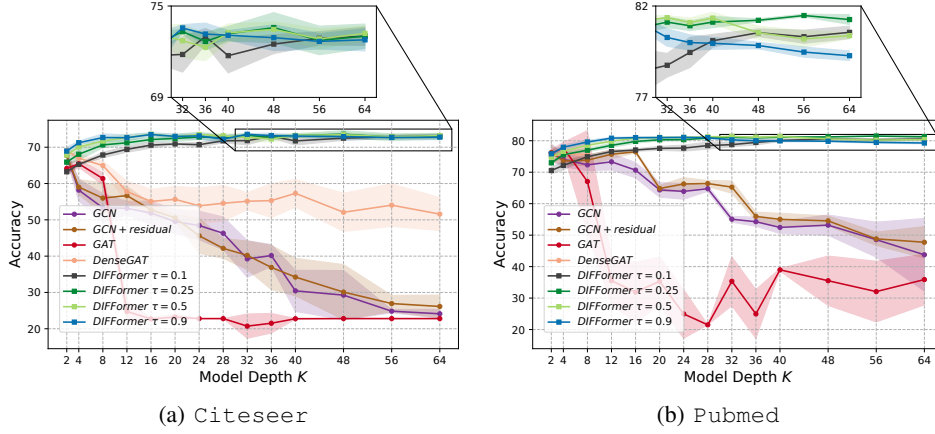 75
69
32 36 40 48 56 64
82
77
32 36 40 48 56 64
70
60
50
40
30
20
Accuracy
GCN
GCN + residual
GAT
DenseGAT
DIFFormer τ = 0.1
DIFFormer τ = 0.25
DIFFormer τ = 0.5
DIFFormer τ = 0.9
2 4 8 12 16 20 24 28 32 36 40 48 56 64
Model Depth K
(a) Citeseer
90
80
70
60
50
40
30
20
Accuracy
GCN
GCN + residual
GAT
DenseGAT
DIFFormer τ = 0.1
DIFFormer τ = 0.25
DIFFormer τ = 0.5
DIFFormer τ = 0.9
2 4 8 12 16 20 24 28 32 36 40 48 56 64
Model Depth K
(b) Pubmed